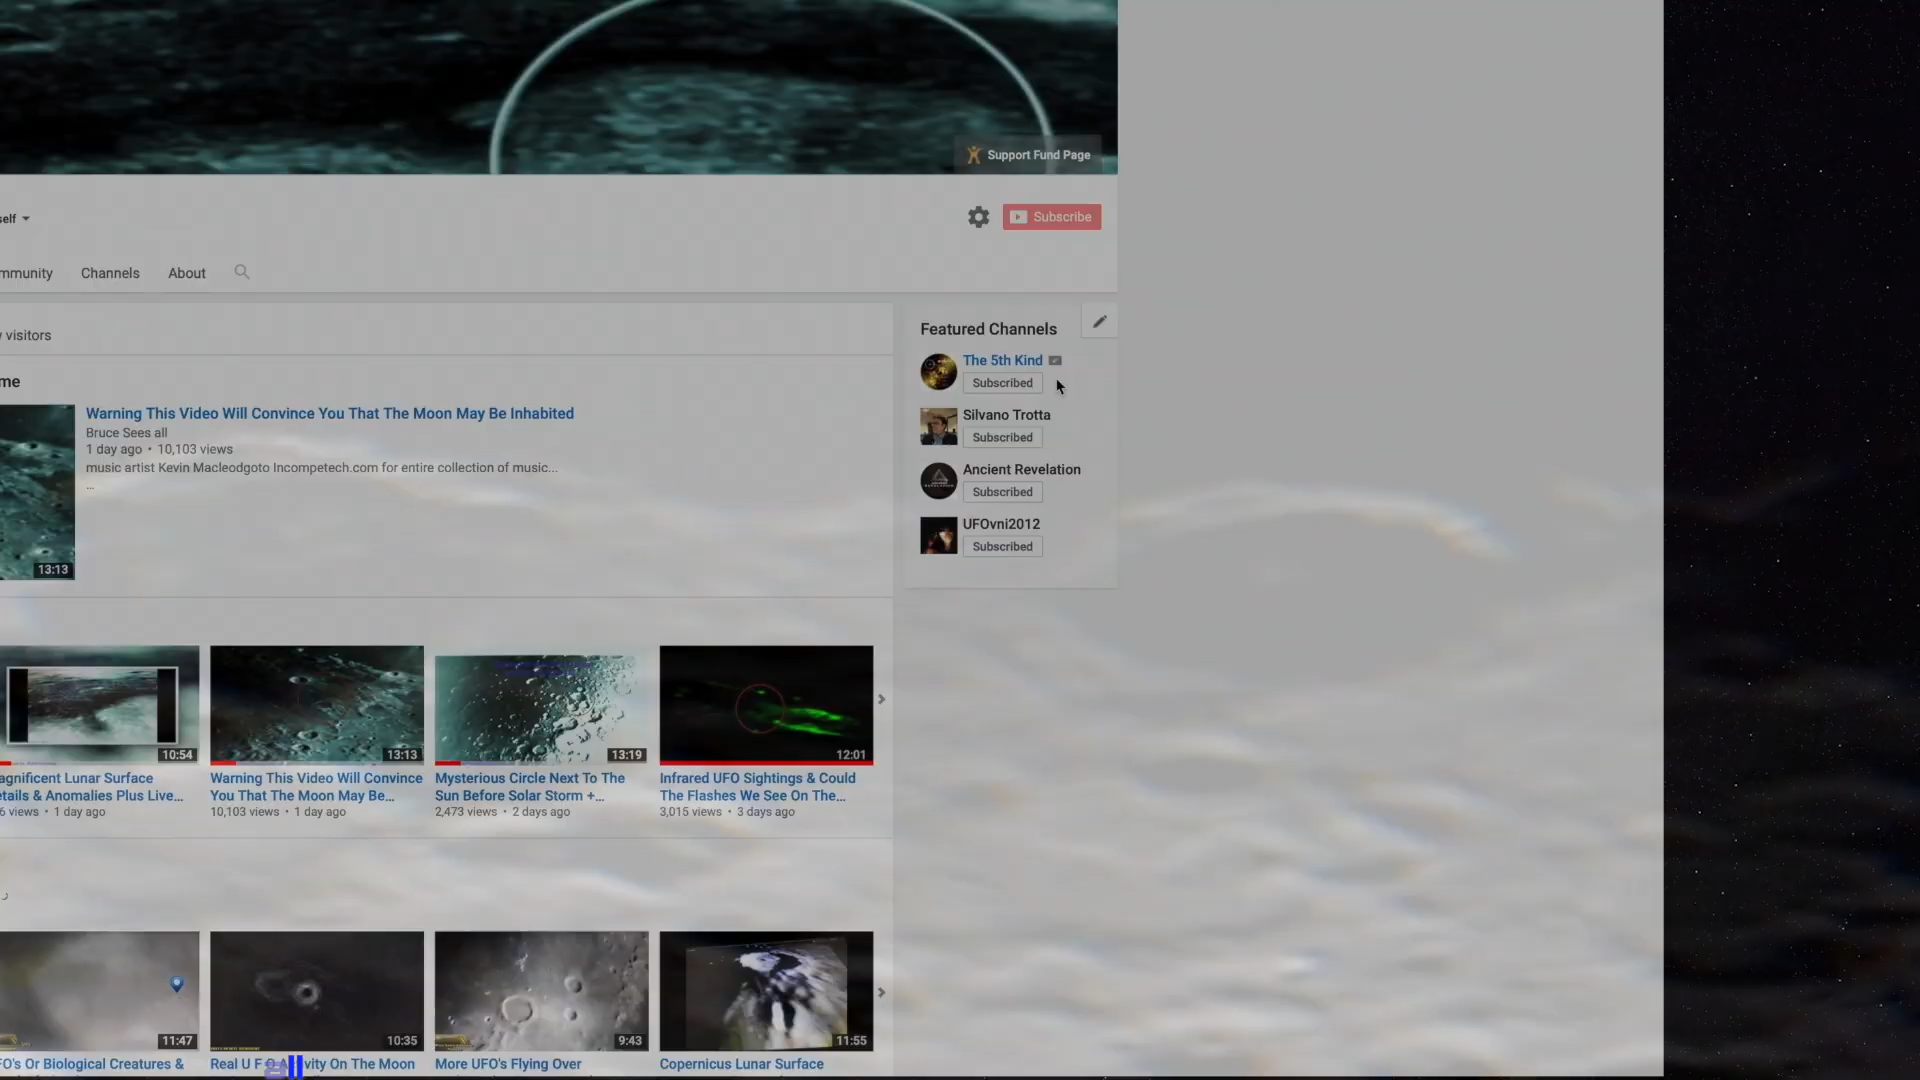 Support Fund Page
self
Subscribe
mmunity
Channels
About
visitors
Featured Channels
me
The 5th Kind
Subscribed
Warning This Video Will Convince You That The Moon May Be Inhabited
Bruce Sees all
1 day ago • 10,103 views
music artist Kevin Macleodgoto Incompetech.com for entire collection of music...
...
Silvano Trotta
Subscribed
Ancient Revelation
Subscribed
UFOvni2012
Subscribed
13:13
10:54
13:13
13:19
12:01
agnificent Lunar Surface
etails & Anomalies Plus Live...
6 views • 1 day ago
Warning This Video Will Convince
You That The Moon May Be...
10,103 views • 1 day ago
Mysterious Circle Next To The
Sun Before Solar Storm +...
2,473 views • 2 days ago
Infrared UFO Sightings & Could
The Flashes We See On The...
3,015 views • 3 days ago
11:47
10:35
9:43
11:55
FO's Or Biological Creatures &
Real U F O Activity On The Moon
More UFO's Flying Over
Copernicus Lunar Surface